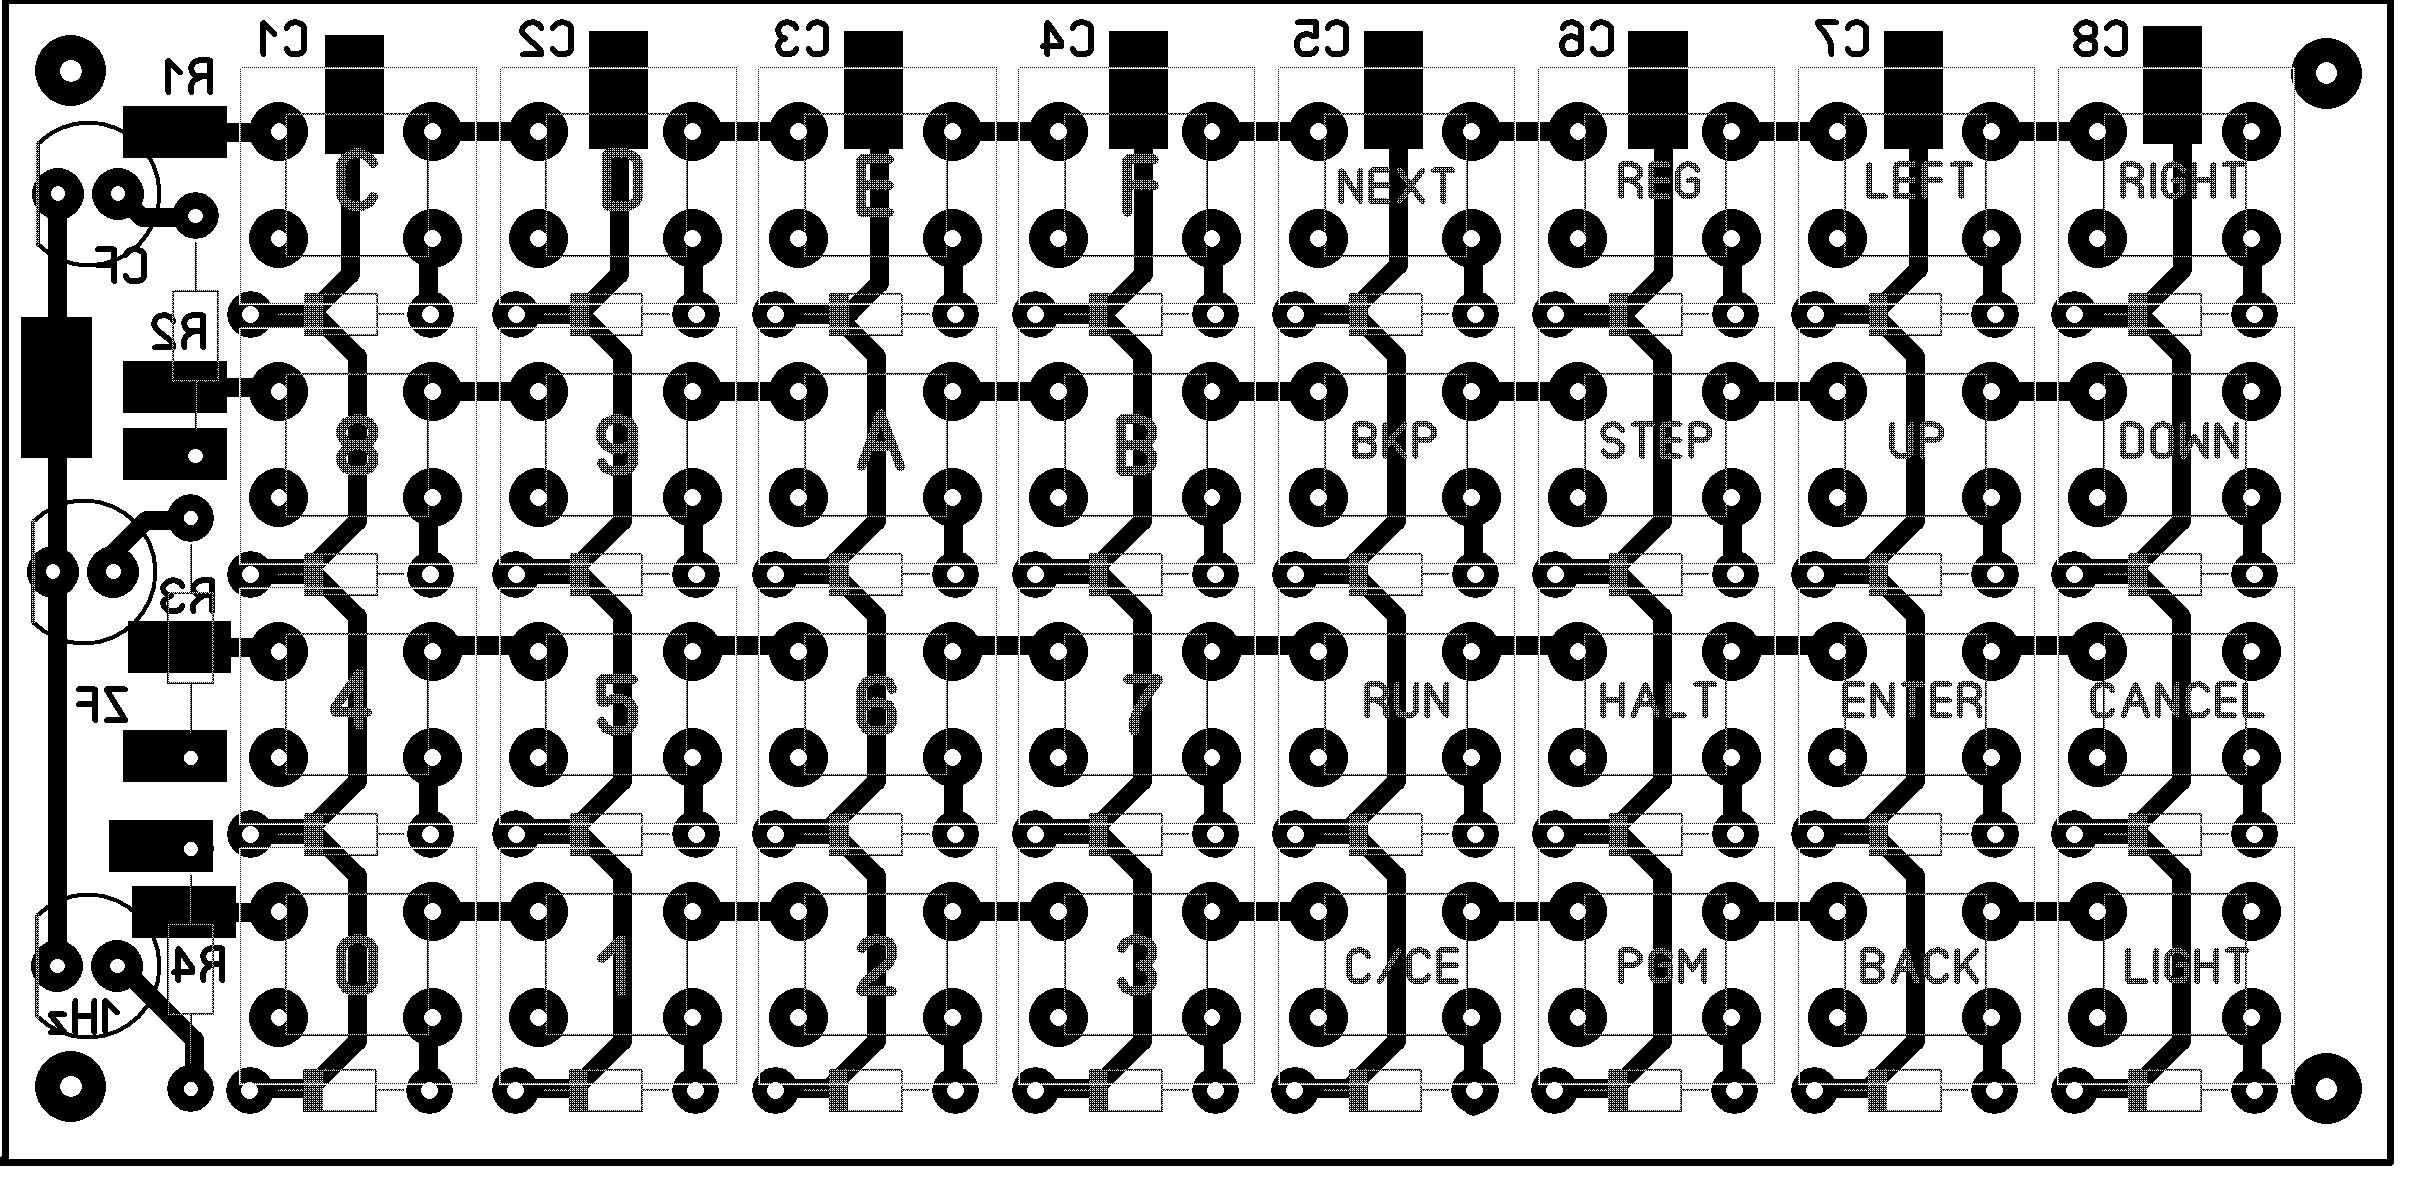 C1 C2 C3 C4 C5 C6 C7 C8
R1
C D E F NEXT REG LEFT RIGHT
CF
R2
8 9 A B BKP STEP UP DOWN
R3
4 5 6 7 RUN HALT ENTER CANCEL
ZF
0 1 2 3 C/CE PGM BACK LIGHT
R4
1Hz